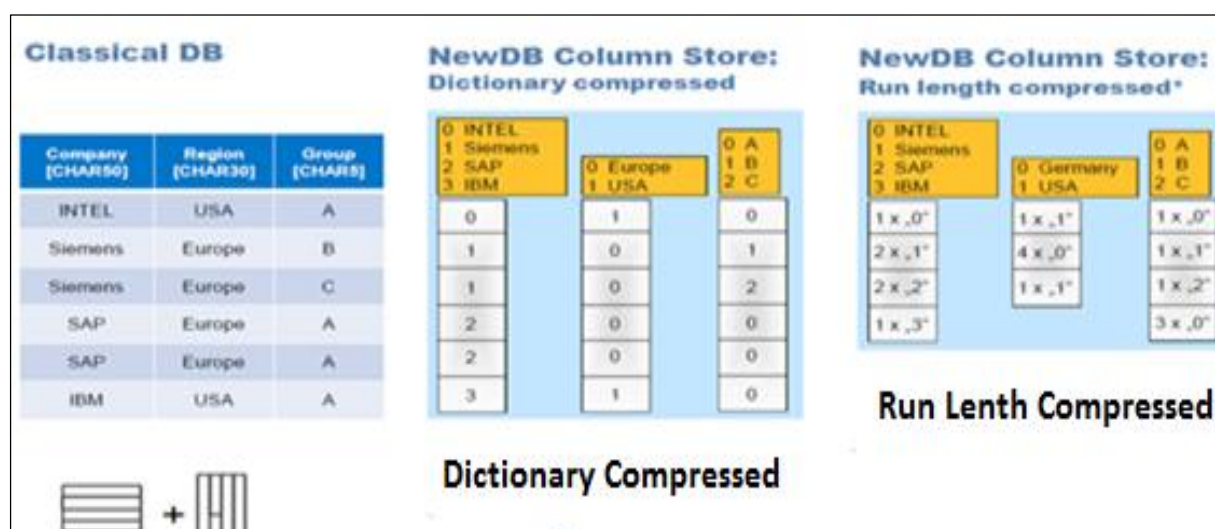 Classical DB
Company [CHAR50] Region [CHAR30] Group [CHAR5]
INTEL USA A
Siemens Europe B
Siemens Europe C
SAP Europe A
SAP Europe A
IBM USA A
+
NewDB Column Store:
Dictionary compressed
0 INTEL
1 Siemens
2 SAP
3 IBM
0 Europe
1 USA
0 A
1 B
2 C
0 1 0
1 0 1
1 0 2
2 0 0
2 0 0
3 1 0
Dictionary Compressed
NewDB Column Store:
Run length compressed*
0 INTEL
1 Siemens
2 SAP
3 IBM
0 Germany
1 USA
0 A
1 B
2 C
1 x „0“ 1 x „1“ 1 x „0“
2 x „1“ 4 x „0“ 1 x „1“
2 x „2“ 1 x „1“ 1 x „2“
1 x „3“ 3 x „0“
Run Lenth Compressed